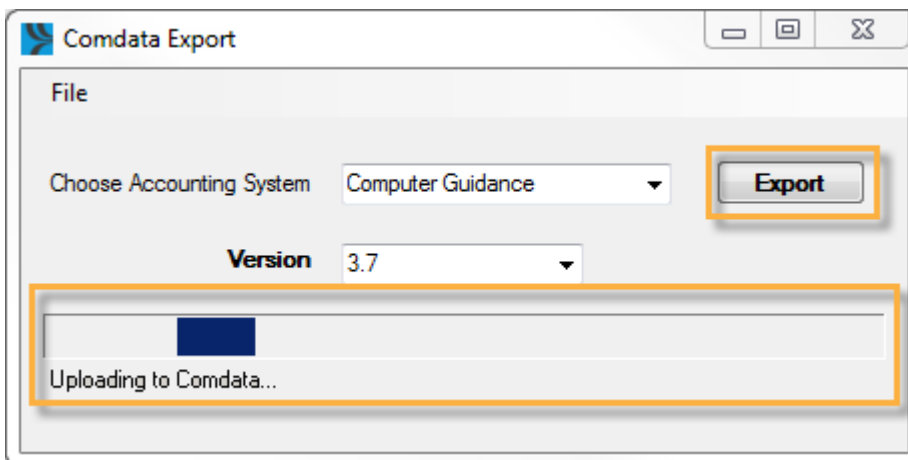 Comdata Export
File
Choose Accounting System Computer Guidance Export
Version 3.7
Uploading to Comdata...